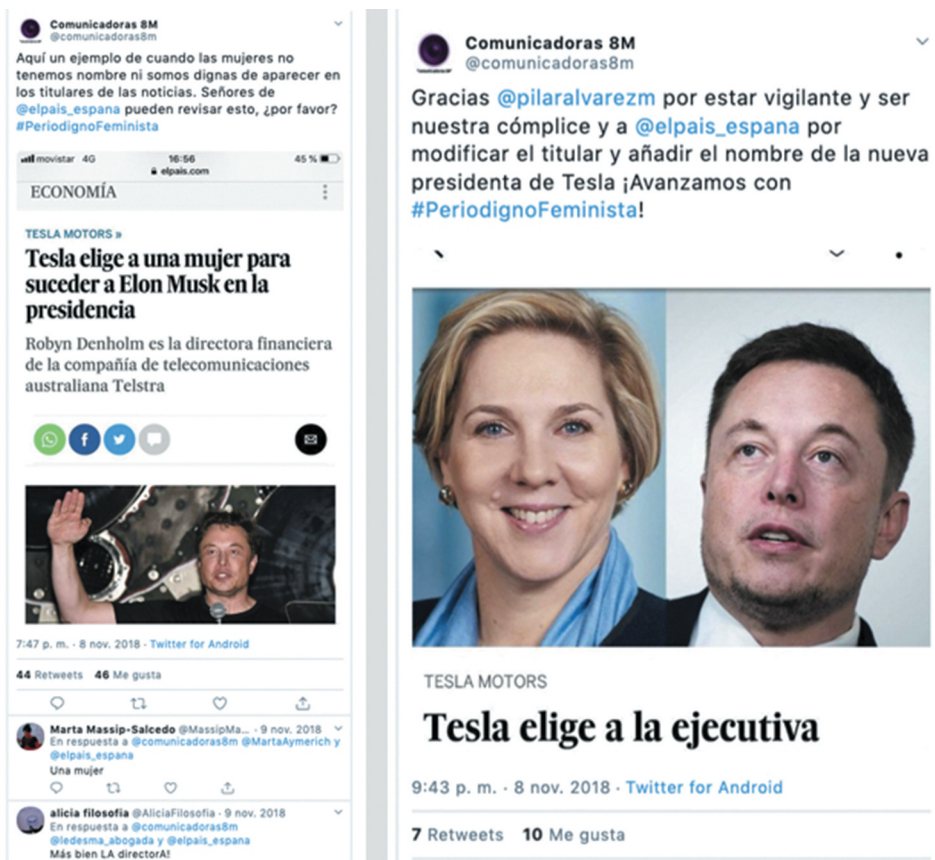 Comunicadoras 8M
@comunicadoras8m
Aquí un ejemplo de cuando las mujeres no
tenemos nombre ni somos dignas de aparecer en
los titulares de las noticias. Señores de
@elpais_espana pueden revisar esto, ¿por favor?
#PeriodignoFeminista
movistar 4G 16:56 45 %
elpais.com
ECONOMÍA
TESLA MOTORS »
Tesla elige a una mujer para
suceder a Elon Musk en la
presidencia
Robyn Denholm es la directora financiera
de la compañía de telecomunicaciones
australiana Telstra
7:47 p. m. · 8 nov. 2018 · Twitter for Android
44 Retweets 46 Me gusta
Marta Massip-Salcedo @MassipMa... · 9 nov. 2018
En respuesta a @comunicadoras8m @MartaAymerich y
@elpais_espana
Una mujer
alicia filosofia @AliciaFilosofia · 9 nov. 2018
En respuesta a @comunicadoras8m
@ledesma_abogada y @elpais_espana
Más bien LA directorA!
Comunicadoras 8M
@comunicadoras8m
Gracias @pilaralvarezm por estar vigilante y ser
nuestra cómplice y a @elpais_espana por
modificar el titular y añadir el nombre de la nueva
presidenta de Tesla ¡Avanzamos con
#PeriodignoFeminista!
TESLA MOTORS
Tesla elige a la ejecutiva
9:43 p. m. · 8 nov. 2018 · Twitter for Android
7 Retweets 10 Me gusta